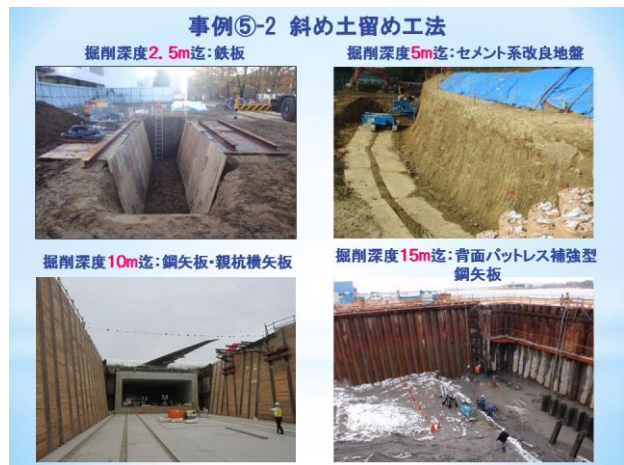 事例⑤-2 斜め土留め工法
掘削深度2.5m迄：鉄板
掘削深度5m迄：セメント系改良地盤
掘削深度10m迄：鋼矢板・親杭横矢板
掘削深度15m迄：背面バットレス補強型
鋼矢板